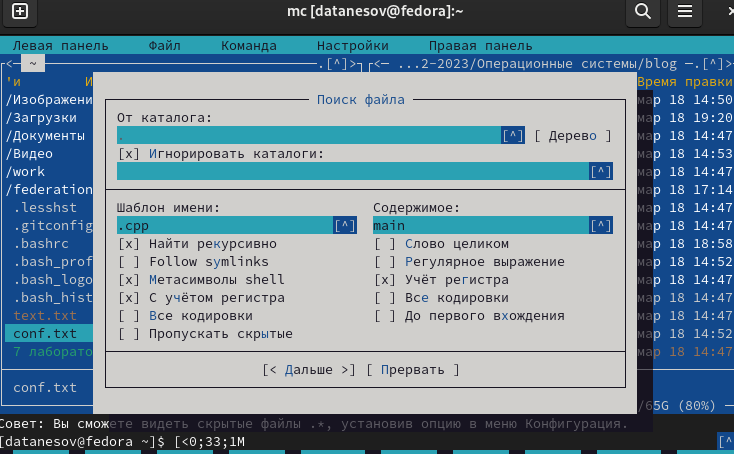 mc [datanesov@fedora]:~
Левая панель Файл Команда Настройки Правая панель
<─ ~ .[^]>
<─ ...2-2023/Операционные системы/blog ─.[^]>
'и И Время правки
/Изображени мар 18 14:50
/Загрузки мар 18 19:20
/Документы мар 18 14:47
/Видео мар 18 14:53
/work мар 18 14:47
/federation мар 18 17:14
.lesshst мар 18 14:47
.gitconfig мар 18 14:47
.bashrc мар 18 18:58
.bash_prof мар 18 14:52
.bash_logo мар 18 14:47
.bash_hist мар 18 14:47
text.txt мар 18 14:47
conf.txt мар 18 14:52
7 лаборато мар 18 14:47
conf.txt
/65G (80%)
Поиск файла
От каталога:
. [^] [ Дерево ]
[x] Игнорировать каталоги:
[^]
Шаблон имени: Содержимое:
.cpp [^] main [^]
[x] Найти рекурсивно [ ] Слово целиком
[ ] Follow symlinks [ ] Регулярное выражение
[x] Метасимволы shell [x] Учёт регистра
[x] С учётом регистра [ ] Все кодировки
[ ] Все кодировки [ ] До первого вхождения
[ ] Пропускать скрытые
[< Дальше >] [ Прервать ]
Совет: Вы сможете видеть скрытые файлы .*, установив опцию в меню Конфигурация.
[datanesov@fedora ~]$ [<0;33;1M [^